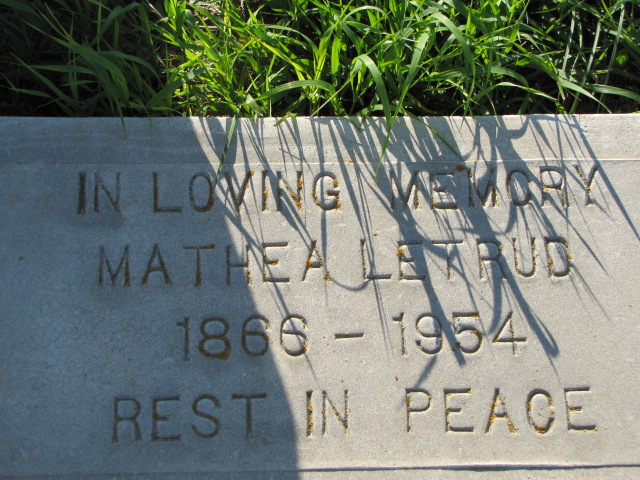 IN LOVING MEMORY
MATHEA LETRUD
1866 - 1954
REST IN PEACE